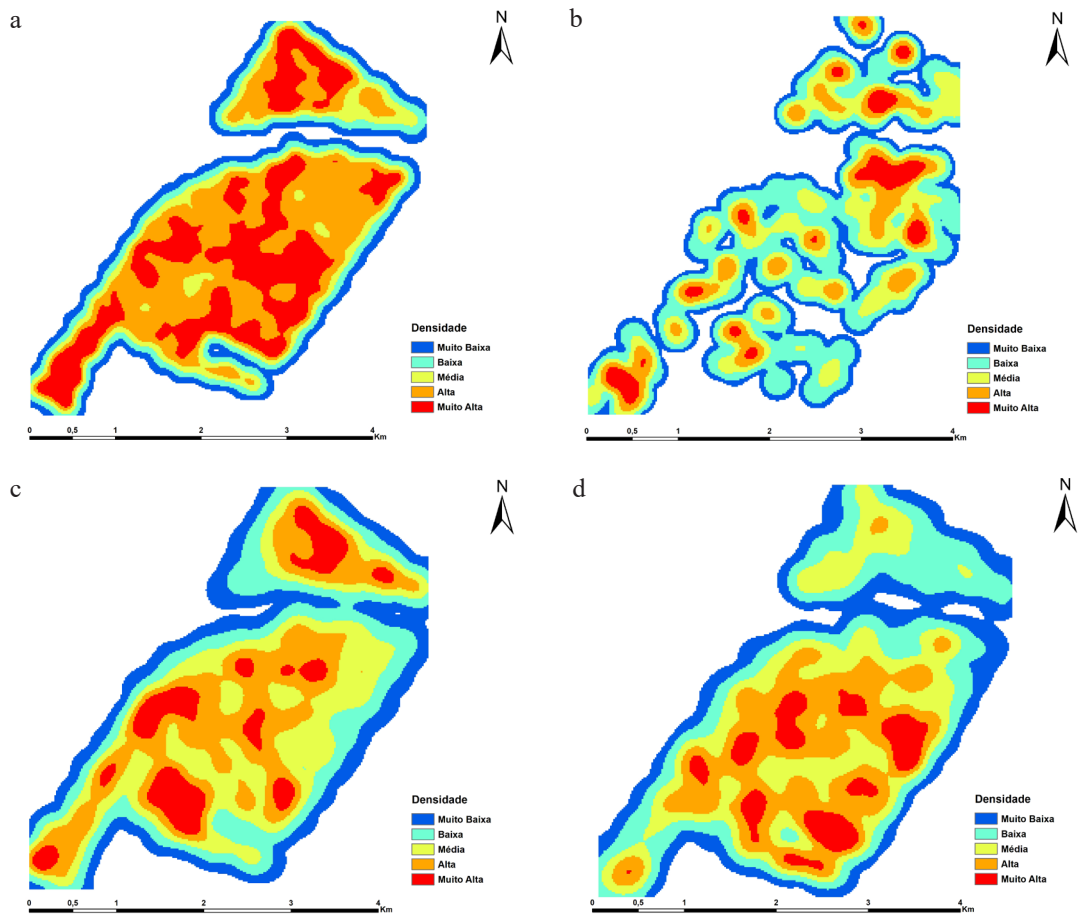 a
N
Densidade
Muito Baixa
Baixa
Média
Alta
Muito Alta
0 0,5 1 2 3 4
Km
b
N
Densidade
Muito Baixa
Baixa
Média
Alta
Muito Alta
0 0,5 1 2 3 4
Km
c
N
Densidade
Muito Baixa
Baixa
Média
Alta
Muito Alta
0 0,5 1 2 3 4
Km
d
N
Densidade
Muito Baixa
Baixa
Média
Alta
Muito Alta
0 0,5 1 2 3 4
Km